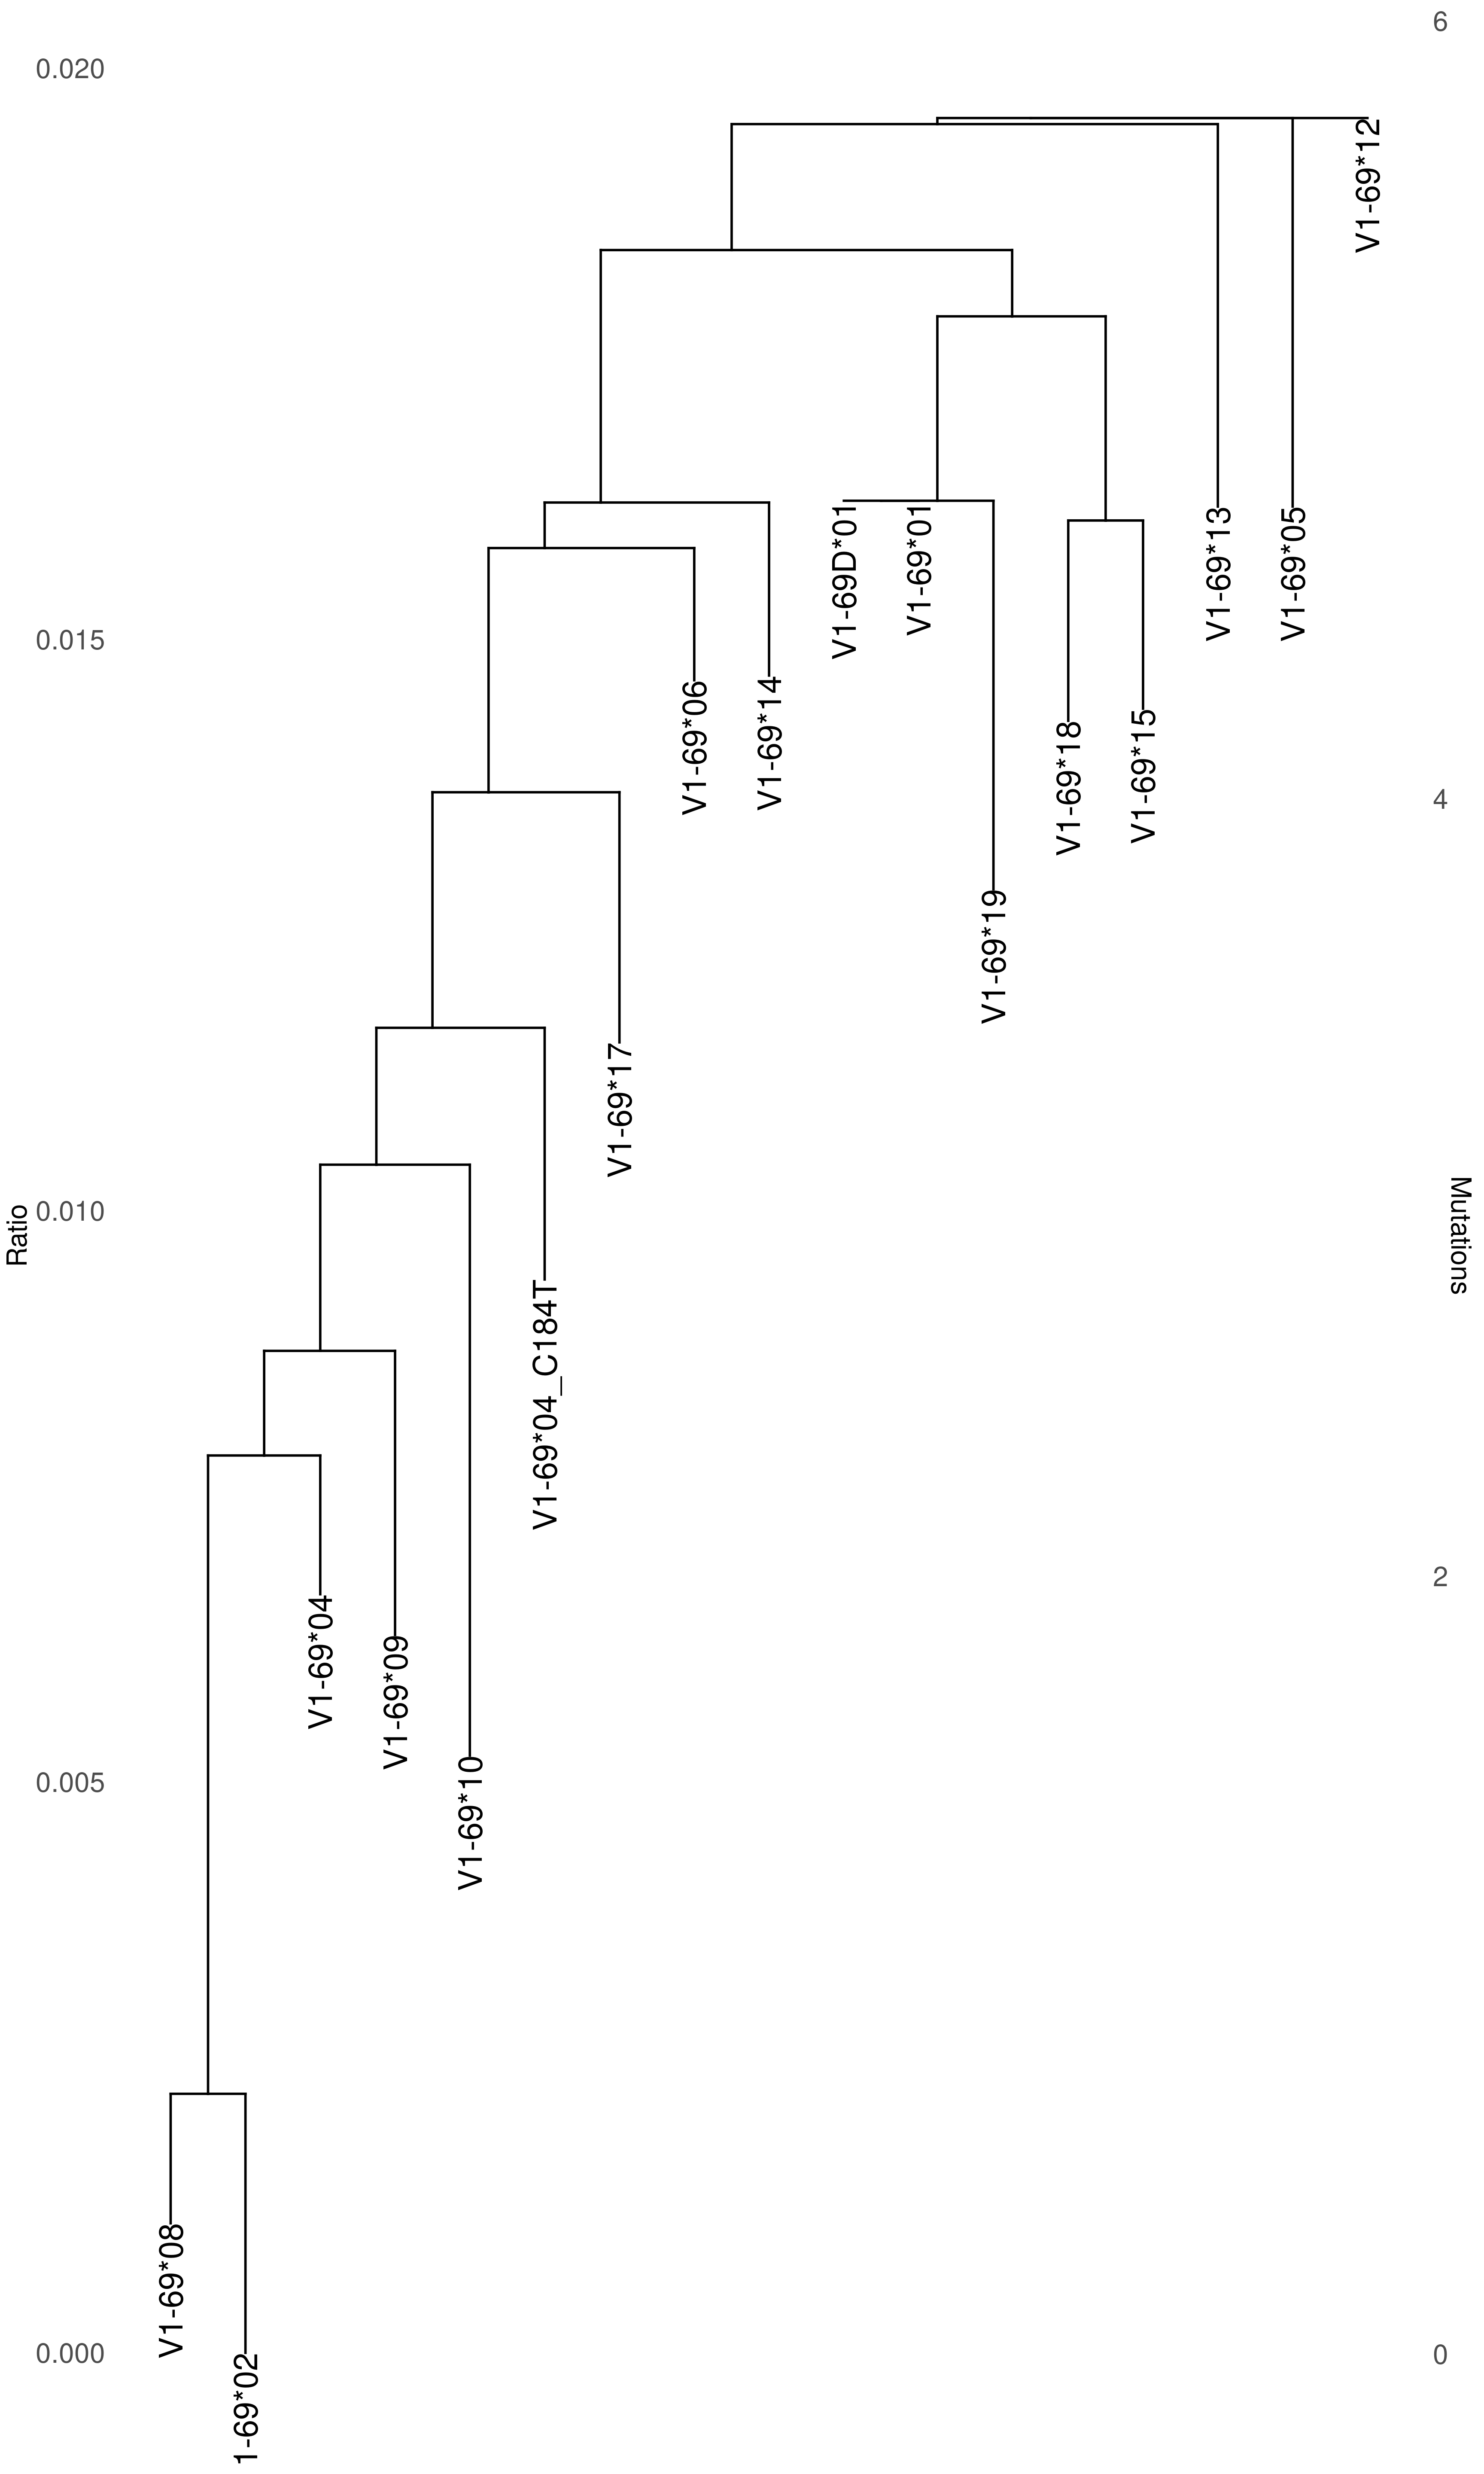 6
0.020
V1-69*12
V1-69D*01
V1-69*01
V1-69*13
V1-69*05
0.015
V1-69*06
V1-69*14
V1-69*18
V1-69*15
4
V1-69*19
V1-69*17
Ratio
0.010
Mutations
V1-69*04_C184T
2
V1-69*04
V1-69*09
0.005
V1-69*10
V1-69*08
0.000
0
1-69*02